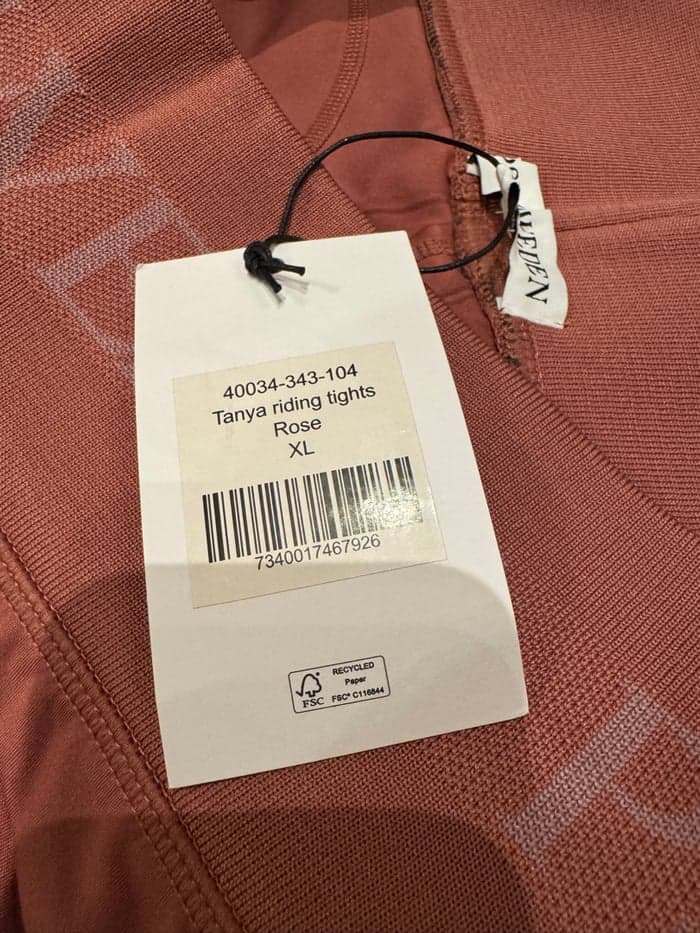 40034-343-104
Tanya riding tights
Rose
XL
7340017467926
FSC
RECYCLED
Paper
FSC® C116844